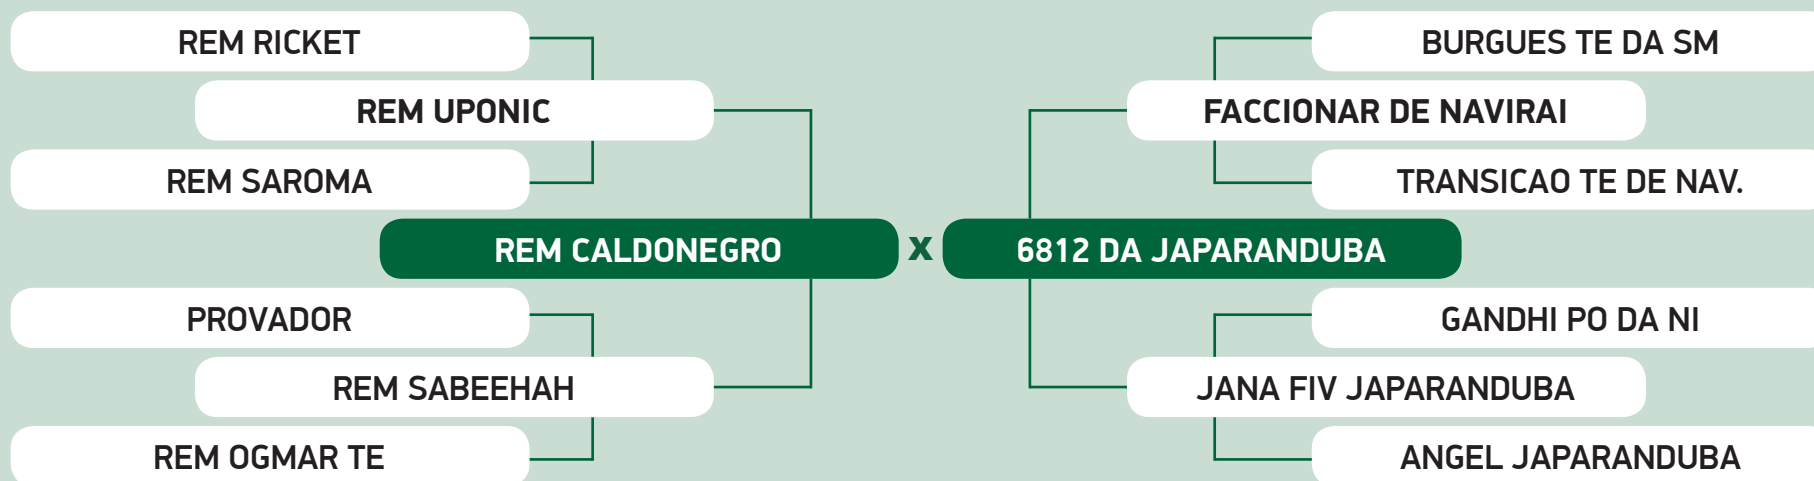 REM RICKET
BURGUES TE DA SM
REM UPONIC
FACCIONAR DE NAVIRAI
REM SAROMA
TRANSICAO TE DE NAV.
REM CALDONEGRO x 6812 DA JAPARANDUBA
PROVADOR
GANDHI PO DA NI
REM SABEEHAH
JANA FIV JAPARANDUBA
REM OGMAR TE
ANGEL JAPARANDUBA